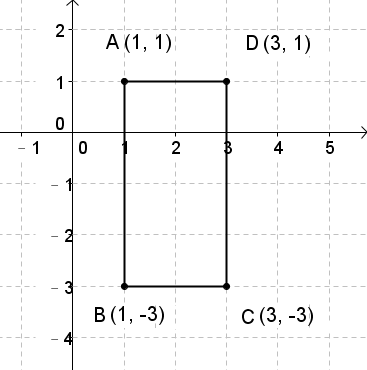 2
A (1, 1) D (3, 1)
1
0
− 1 0 1 2 3 4 5
− 1
− 2
− 3
B (1, -3) C (3, -3)
− 4